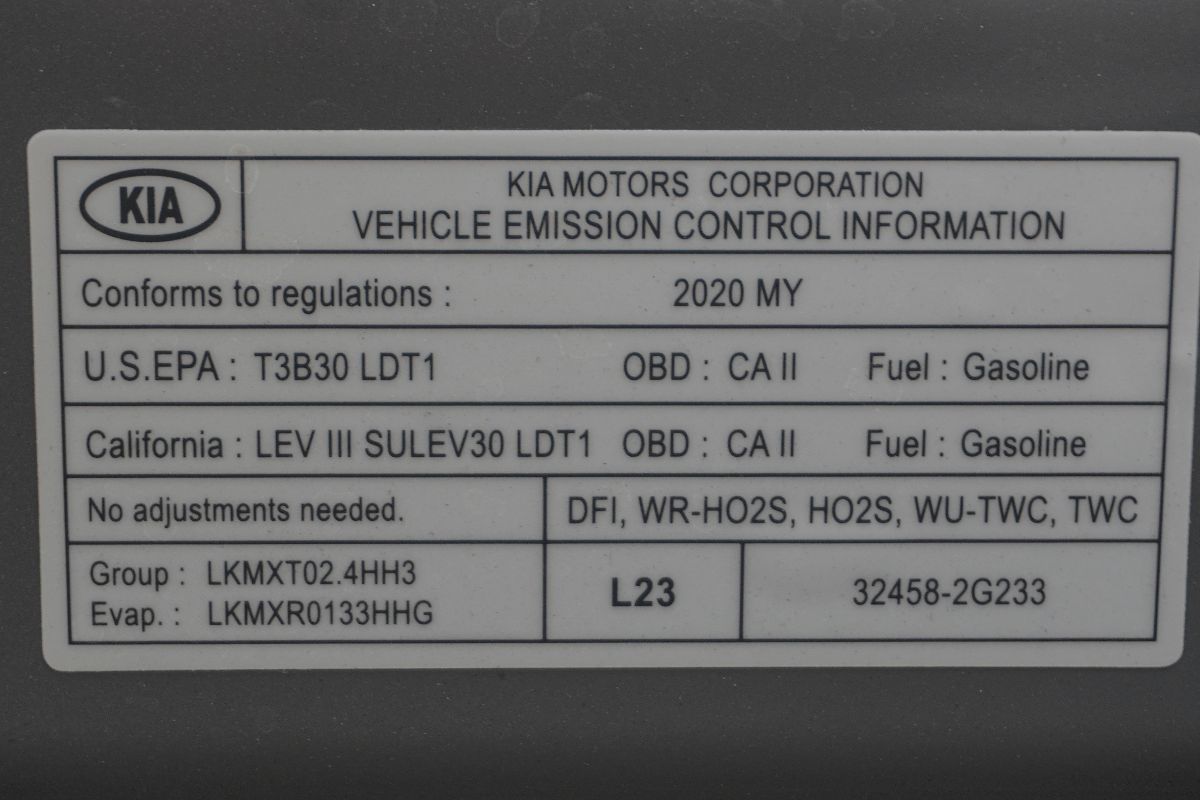 KIA
KIA MOTORS CORPORATION
VEHICLE EMISSION CONTROL INFORMATION
Conforms to regulations : 2020 MY
U.S.EPA : T3B30 LDT1 OBD : CA II Fuel : Gasoline
California : LEV III SULEV30 LDT1 OBD : CA II Fuel : Gasoline
No adjustments needed. DFI, WR-HO2S, HO2S, WU-TWC, TWC
Group : LKMXT02.4HH3
Evap. : LKMXR0133HHG
L23
32458-2G233